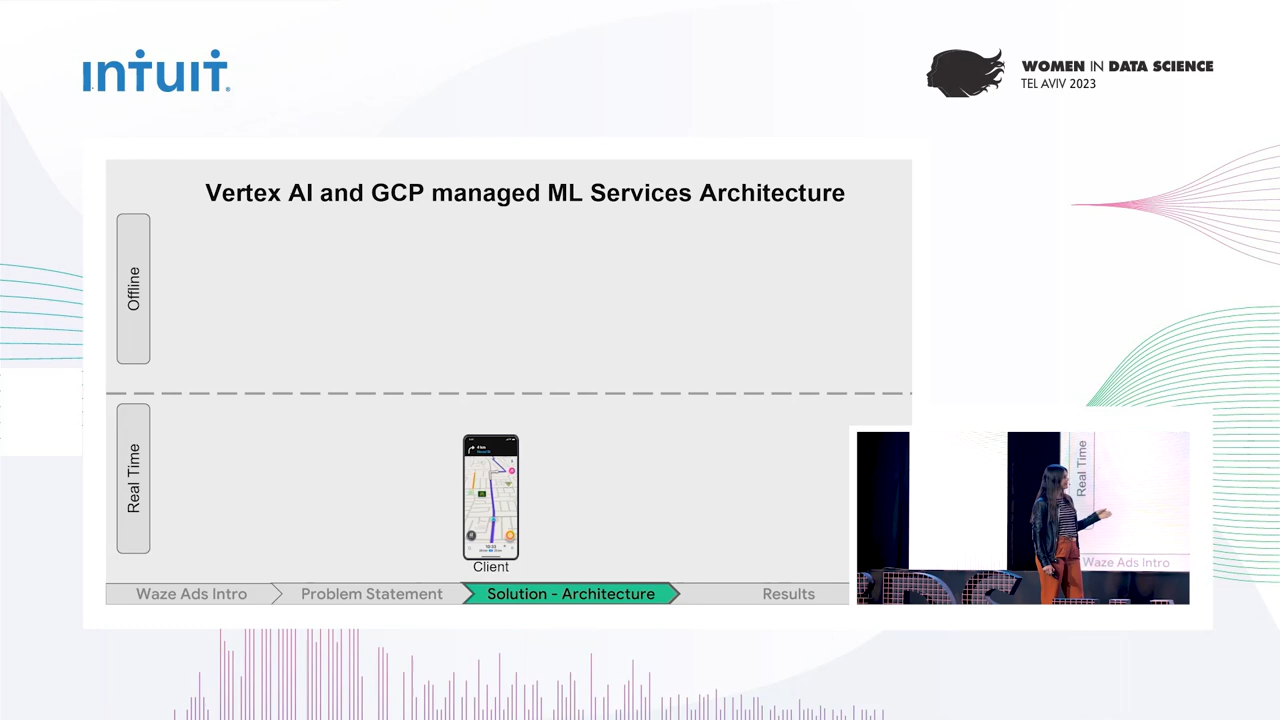 INTUIT
WOMEN IN DATA SCIENCE
TEL AVIV 2023
Vertex AI and GCP managed ML Services Architecture
Offline
Real Time
Client
Waze Ads Intro
Problem Statement
Solution - Architecture
Results
Real Time
Waze Ads Intro